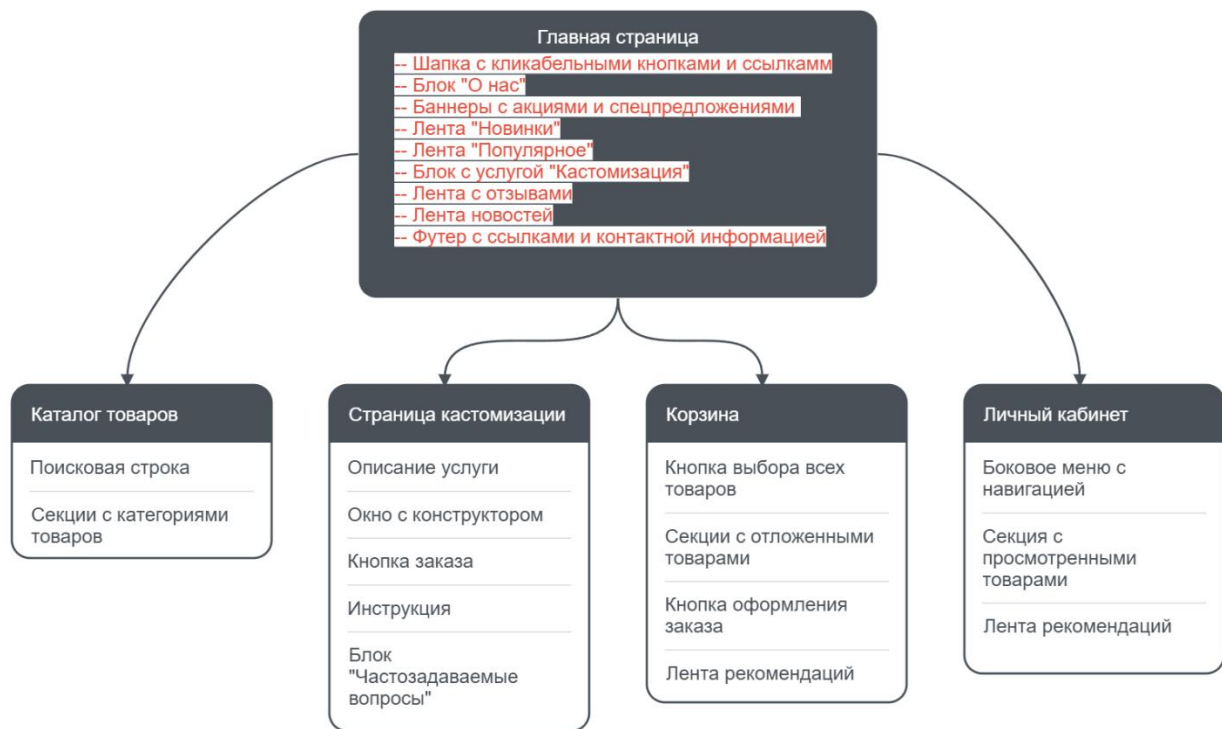 Главная страница
-- Шапка с кликабельными кнопками и ссылкамм
-- Блок "О нас"
-- Баннеры с акциями и спецпредложениями
-- Лента "Новинки"
-- Лента "Популярное"
-- Блок с услугой "Кастомизация"
-- Лента с отзывами
-- Лента новостей
-- Футер с ссылками и контактной информацией
Каталог товаров
Поисковая строка
Секции с категориями
товаров
Страница кастомизации
Описание услуги
Окно с конструктором
Кнопка заказа
Инструкция
Блок
"Частозадаваемые
вопросы"
Корзина
Кнопка выбора всех
товаров
Секции с отложенными
товарами
Кнопка оформления
заказа
Лента рекомендаций
Личный кабинет
Боковое меню с
навигацией
Секция с
просмотренными
товарами
Лента рекомендаций